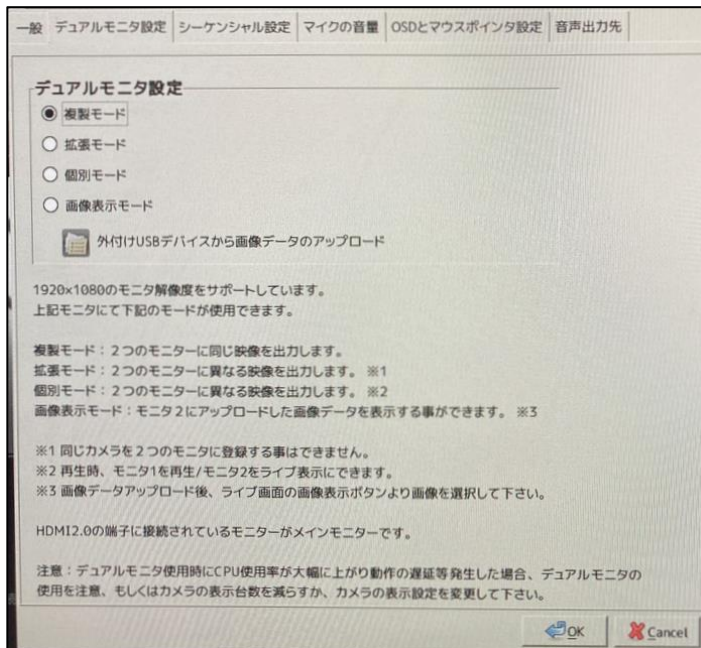 一般 デュアルモニタ設定 シーケンシャル設定 マイクの音量 OSDとマウスポインタ設定 音声出力先
デュアルモニタ設定
複製モード
拡張モード
個別モード
画像表示モード
外付けUSBデバイスから画像データのアップロード
1920x1080のモニタ解像度をサポートしています。
上記モニタにて下記のモードが使用できます。
複製モード：２つのモニターに同じ映像を出力します。
拡張モード：２つのモニターに異なる映像を出力します。 ※1
個別モード：２つのモニターに異なる映像を出力します。 ※2
画像表示モード：モニタ２にアップロードした画像データを表示する事ができます。 ※3
※1 同じカメラを２つのモニタに登録する事はできません。
※2 再生時、モニタ1を再生/モニタ2をライブ表示にできます。
※3 画像データアップロード後、ライブ画面の画像表示ボタンより画像を選択して下さい。
HDMI2.0の端子に接続されているモニターがメインモニターです。
注意：デュアルモニタ使用時にCPU使用率が大幅に上がり動作の遅延等発生した場合、デュアルモニタの
使用を注意、もしくはカメラの表示台数を減らすか、カメラの表示設定を変更して下さい。
OK Cancel